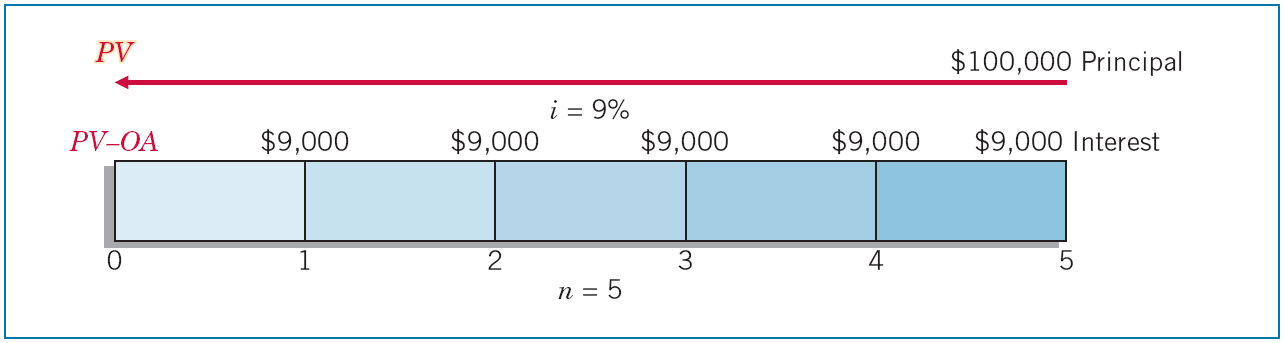 PV
$100,000 Principal
i = 9%
PV–OA $9,000 $9,000 $9,000 $9,000 $9,000 Interest
0 1 2 3 4 5
n = 5